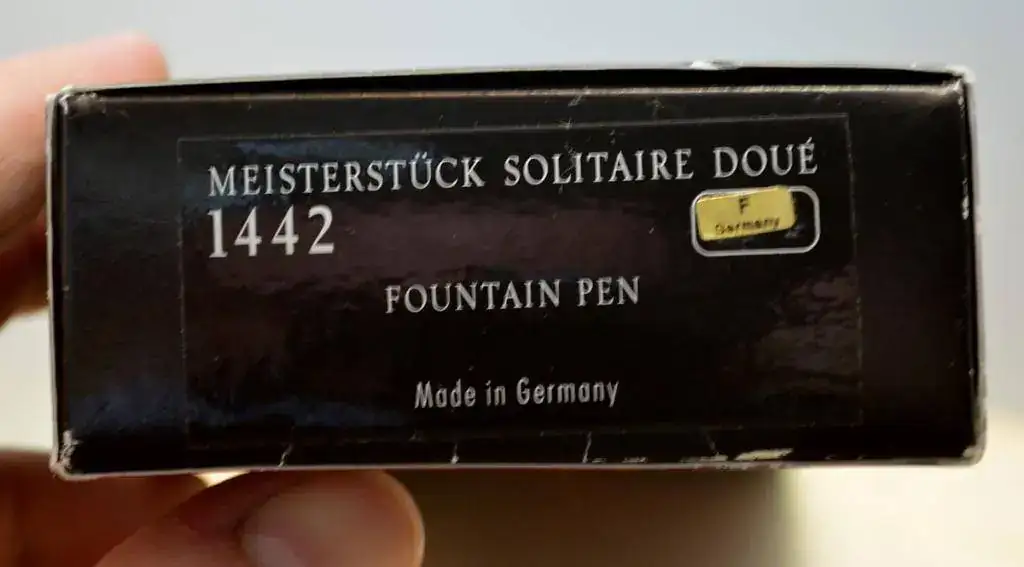 MEISTERSTÜCK SOLITAIRE DOUÉ
1442
F
Germany
FOUNTAIN PEN
Made in Germany